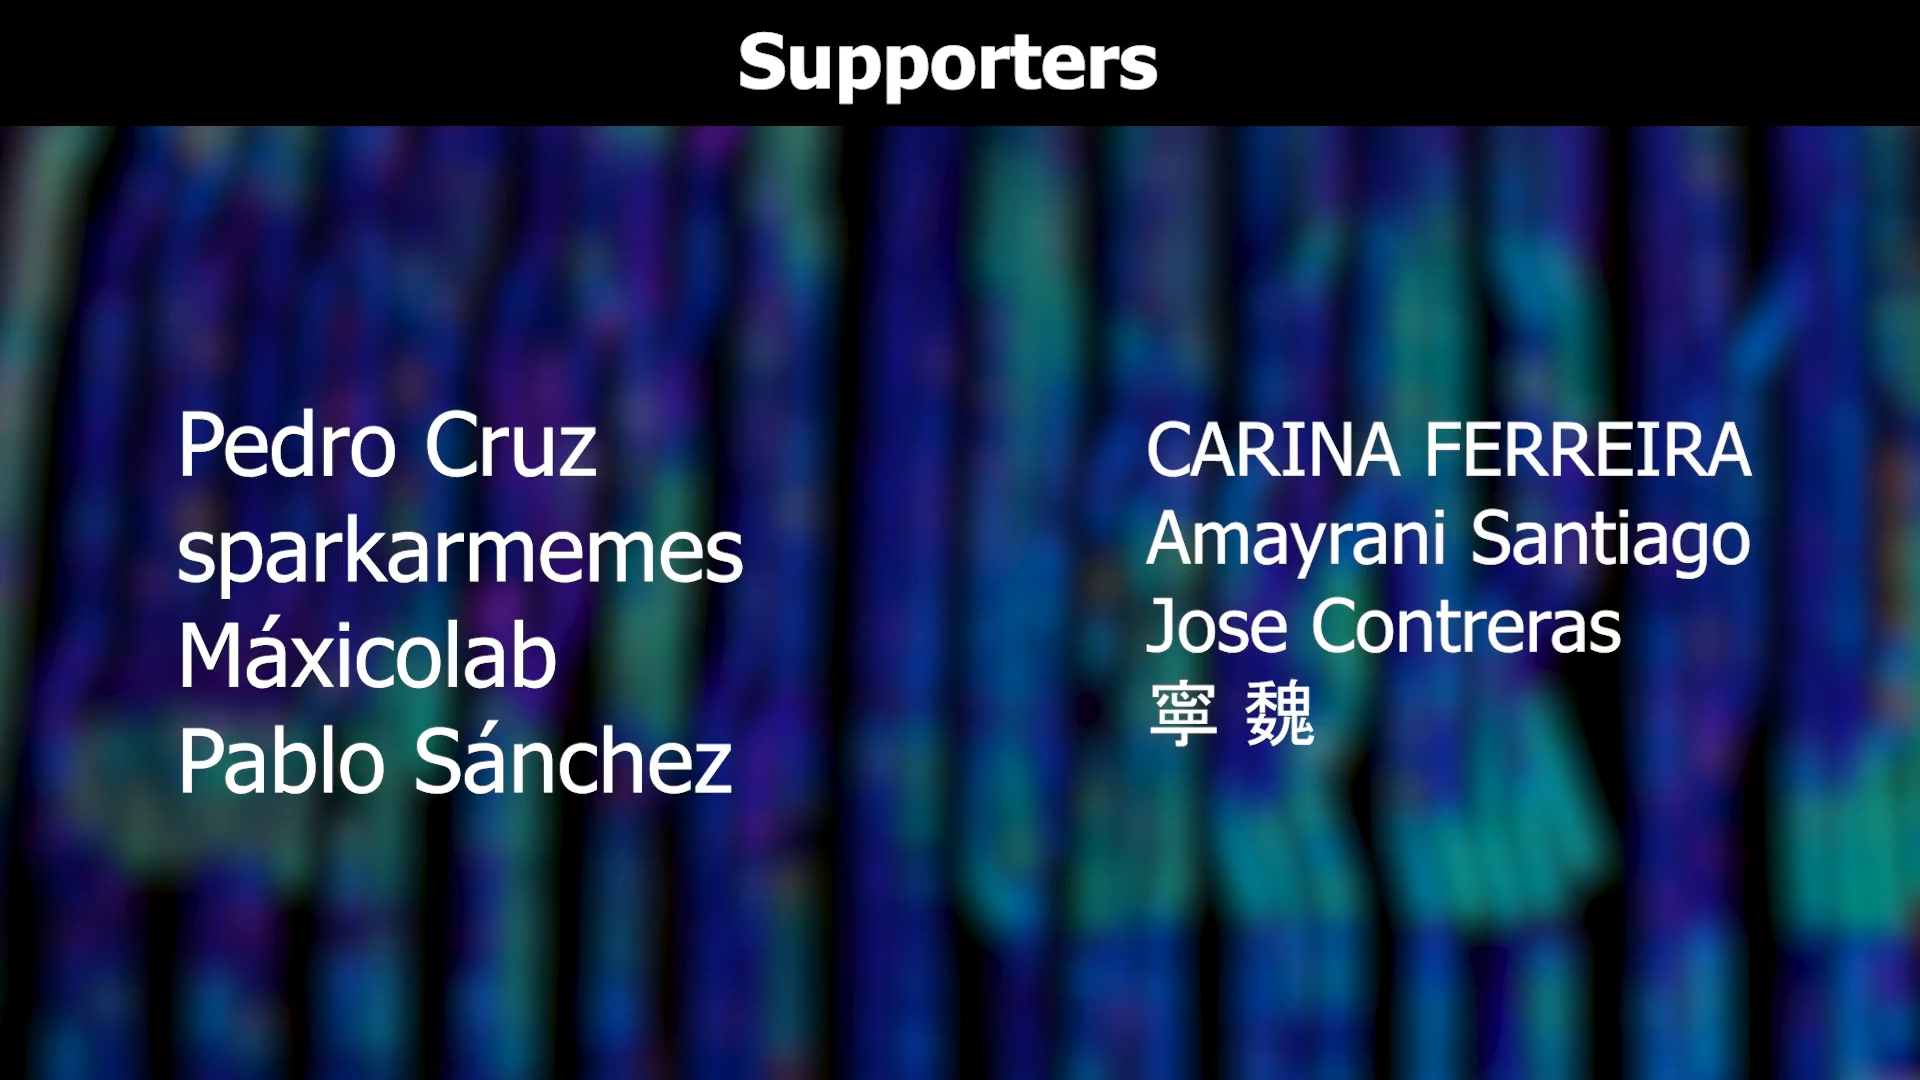 Supporters
Pedro Cruz
sparkarmemes
Máxicolab
Pablo Sánchez
CARINA FERREIRA
Amayrani Santiago
Jose Contreras
寧 魏